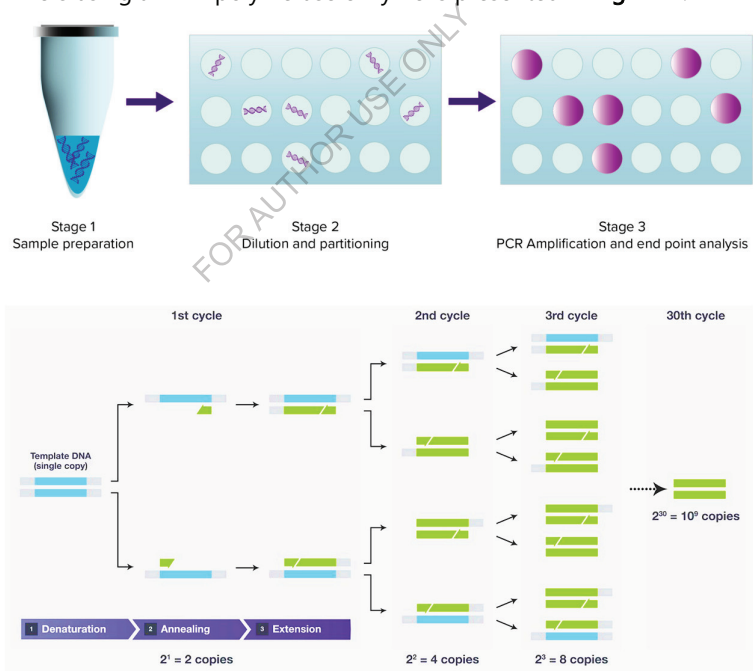 Stage 1
Sample preparation
Stage 2
Dilution and partitioning
Stage 3
PCR Amplification and end point analysis
FOR AUTHOR USE ONLY
1st cycle
2nd cycle
3rd cycle
30th cycle
Template DNA
(single copy)
2³⁰ = 10⁹ copies
1 Denaturation
2 Annealing
3 Extension
2¹ = 2 copies
2² = 4 copies
2³ = 8 copies